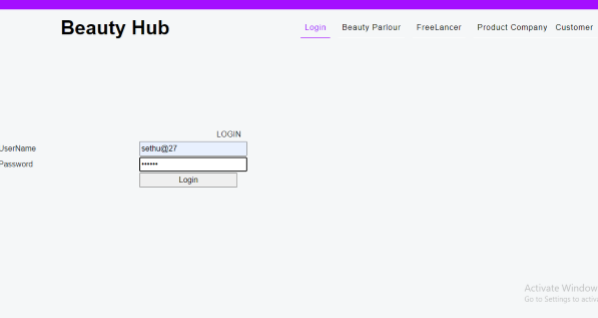 Beauty Hub
Login Beauty Parlour FreeLancer Product Company Customer
LOGIN
UserName sethu@27
Password ••••••
Login
Activate Window
Go to Settings to activa